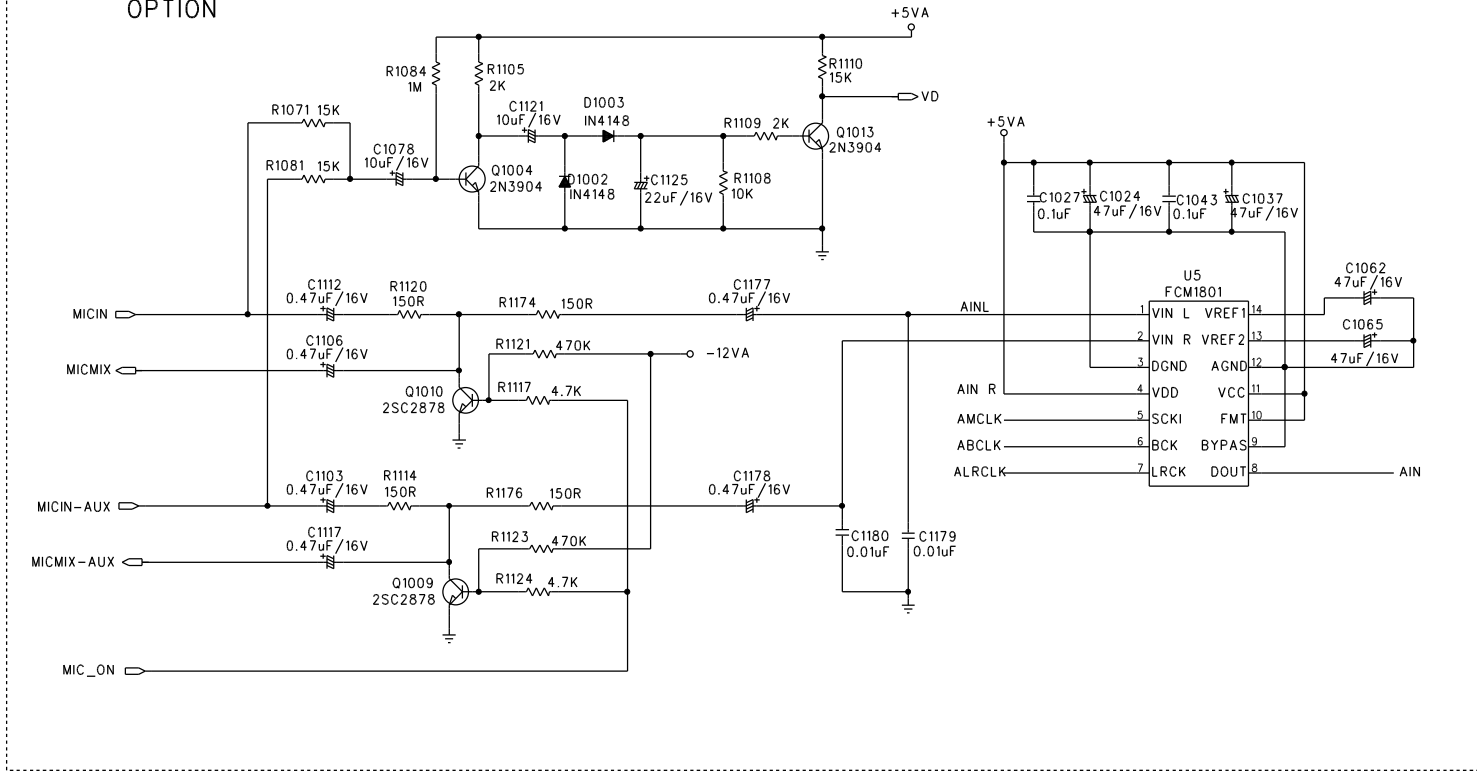 OPTION
+5VA
R1084
1M
R1105
2K
R1110
15K
VD
C1121
10uF/16V
D1003
IN4148
R1109 2K
Q1013
2N3904
R1071 15K
R1081 15K
C1078
10uF/16V
Q1004
2N3904
D1002
IN4148
C1125
22uF/16V
R1108
10K
+5VA
C1027
0.1uF
C1024
47uF/16V
C1043
0.1uF
C1037
47uF/16V
MICIN
C1112
0.47uF/16V
R1120
150R
R1174 150R
C1177
0.47uF/16V
AINL
U5
FCM1801
C1062
47uF/16V
1 VIN L VREF1 14
C1106
0.47uF/16V
R1121 470K
-12VA
2 VIN R VREF2 13
C1065
47uF/16V
MICMIX
3 DGND AGND 12
Q1010
2SC2878
R1117 4.7K
AIN R
4 VDD VCC 11
AMCLK
5 SCKI FMT 10
ABCLK
6 BCK BYPAS 9
ALRCLK
7 LRCK DOUT 8
AIN
MICIN-AUX
C1103
0.47uF/16V
R1114
150R
R1176 150R
C1178
0.47uF/16V
C1117
0.47uF/16V
R1123 470K
C1180
0.01uF
C1179
0.01uF
MICMIX-AUX
Q1009
2SC2878
R1124 4.7K
MIC_ON